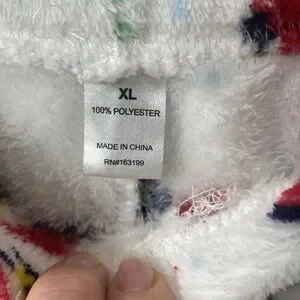 XL
100% POLYESTER
MADE IN CHINA
RN#163199